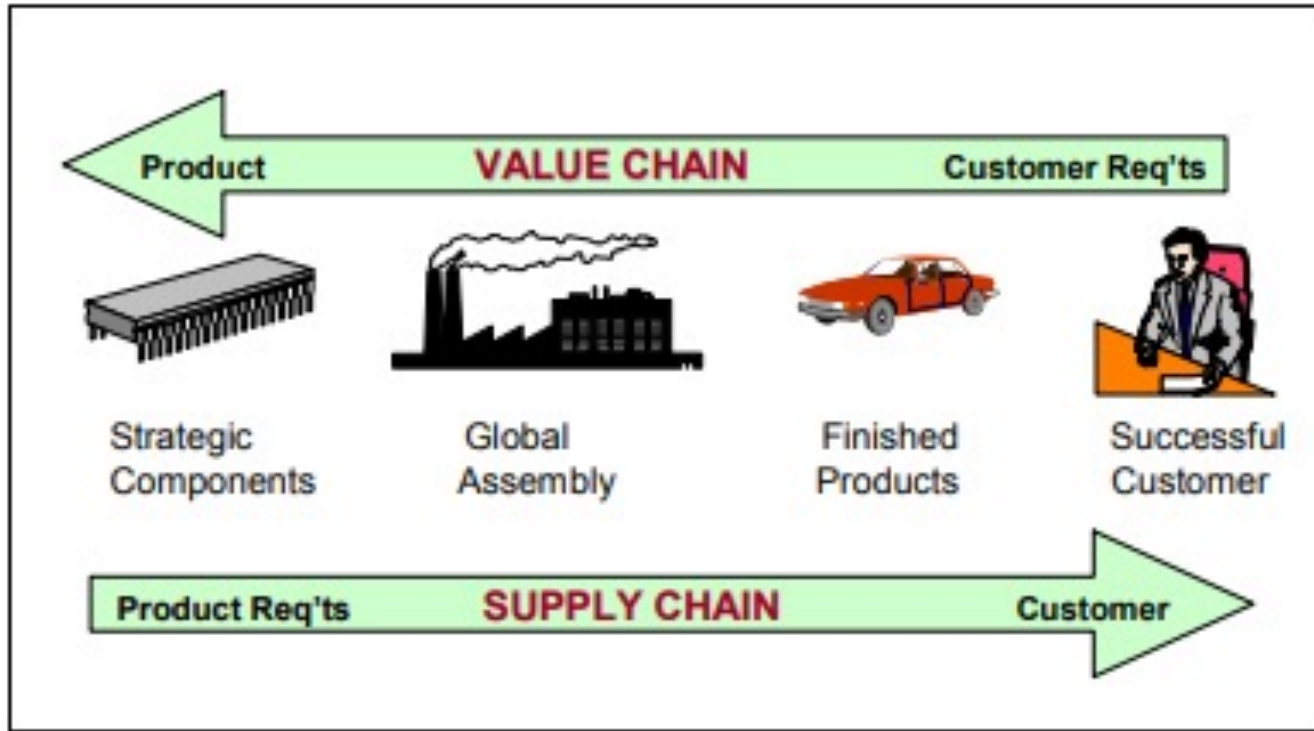 Product VALUE CHAIN Customer Req'ts
Strategic
Components
Global
Assembly
Finished
Products
Successful
Customer
Product Req'ts SUPPLY CHAIN Customer